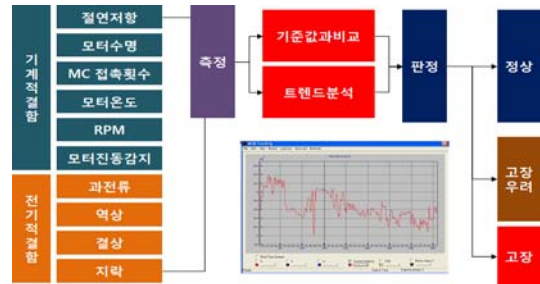 기계적결함
절연저항
모터수명
MC 접촉횟수
모터온도
RPM
모터진동감지
전기적결함
과전류
역상
결상
지락
측정
기준값과비교
트렌드분석
판정
정상
고장
우려
고장